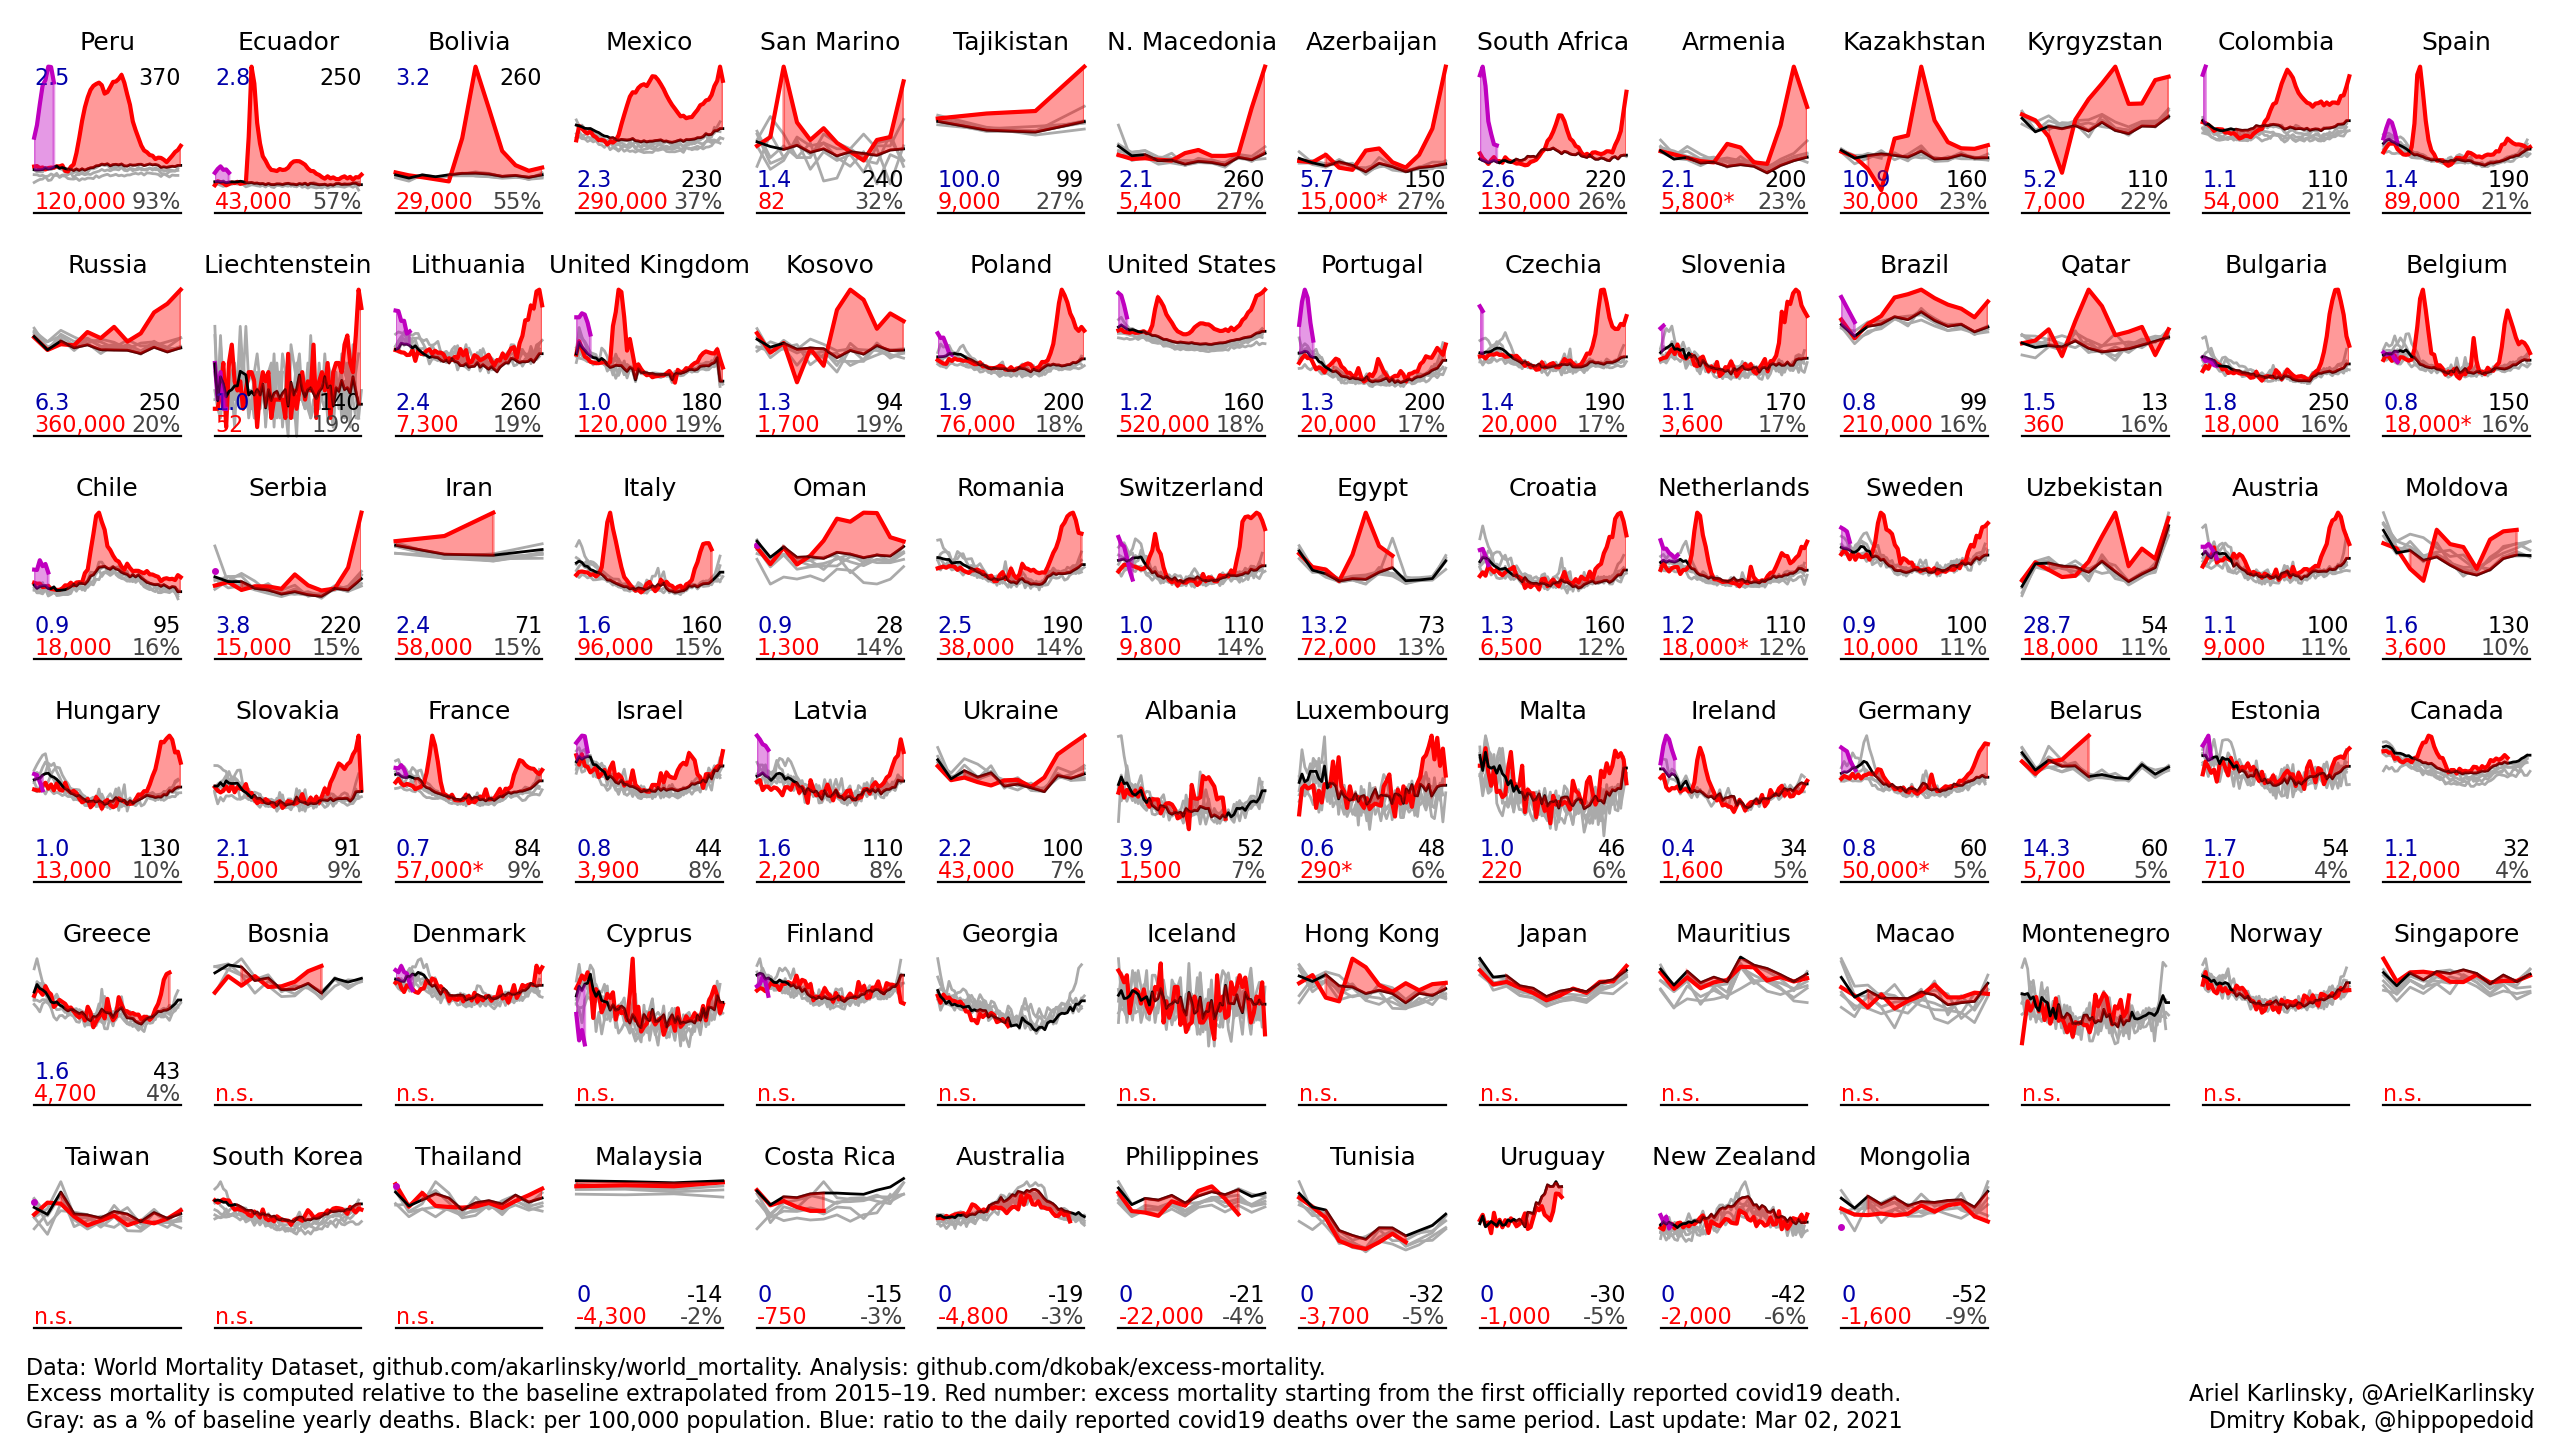 Peru Ecuador Bolivia Mexico San Marino Tajikistan N. Macedonia Azerbaijan South Africa Armenia Kazakhstan Kyrgyzstan Colombia Spain
2.5 370 2.8 250 3.2 260
2.3 230 1.4 240 100.0 99 2.1 260 5.7 150 2.6 220 2.1 200 10.9 160 5.2 110 1.1 110 1.4 190
120,000 93% 43,000 57% 29,000 55% 290,000 37% 82 32% 9,000 27% 5,400 27% 15,000* 27% 130,000 26% 5,800* 23% 30,000 23% 7,000 22% 54,000 21% 89,000 21%
Russia Liechtenstein Lithuania United Kingdom Kosovo Poland United States Portugal Czechia Slovenia Brazil Qatar Bulgaria Belgium
6.3 250 1.0 140 2.4 260 1.0 180 1.3 94 1.9 200 1.2 160 1.3 200 1.4 190 1.1 170 0.8 99 1.5 13 1.8 250 0.8 150
360,000 20% 52 19% 7,300 19% 120,000 19% 1,700 19% 76,000 18% 520,000 18% 20,000 17% 20,000 17% 3,600 17% 210,000 16% 360 16% 18,000 16% 18,000* 16%
Chile Serbia Iran Italy Oman Romania Switzerland Egypt Croatia Netherlands Sweden Uzbekistan Austria Moldova
0.9 95 3.8 220 2.4 71 1.6 160 0.9 28 2.5 190 1.0 110 13.2 73 1.3 160 1.2 110 0.9 100 28.7 54 1.1 100 1.6 130
18,000 16% 15,000 15% 58,000 15% 96,000 15% 1,300 14% 38,000 14% 9,800 14% 72,000 13% 6,500 12% 18,000* 12% 10,000 11% 18,000 11% 9,000 11% 3,600 10%
Hungary Slovakia France Israel Latvia Ukraine Albania Luxembourg Malta Ireland Germany Belarus Estonia Canada
1.0 130 2.1 91 0.7 84 0.8 44 1.6 110 2.2 100 3.9 52 0.6 48 1.0 46 0.4 34 0.8 60 14.3 60 1.7 54 1.1 32
13,000 10% 5,000 9% 57,000* 9% 3,900 8% 2,200 8% 43,000 7% 1,500 7% 290* 6% 220 6% 1,600 5% 50,000* 5% 5,700 5% 710 4% 12,000 4%
Greece Bosnia Denmark Cyprus Finland Georgia Iceland Hong Kong Japan Mauritius Macao Montenegro Norway Singapore
1.6 43
4,700 4% n.s. n.s. n.s. n.s. n.s. n.s. n.s. n.s. n.s. n.s. n.s. n.s. n.s.
Taiwan South Korea Thailand Malaysia Costa Rica Australia Philippines Tunisia Uruguay New Zealand Mongolia
0 -14 0 -15 0 -19 0 -21 0 -32 0 -30 0 -42 0 -52
n.s. n.s. n.s. -4,300 -2% -750 -3% -4,800 -3% -22,000 -4% -3,700 -5% -1,000 -5% -2,000 -6% -1,600 -9%
Data: World Mortality Dataset, github.com/akarlinsky/world_mortality. Analysis: github.com/dkobak/excess-mortality.
Excess mortality is computed relative to the baseline extrapolated from 2015–19. Red number: excess mortality starting from the first officially reported covid19 death.
Gray: as a % of baseline yearly deaths. Black: per 100,000 population. Blue: ratio to the daily reported covid19 deaths over the same period. Last update: Mar 02, 2021
Ariel Karlinsky, @ArielKarlinsky
Dmitry Kobak, @hippopedoid